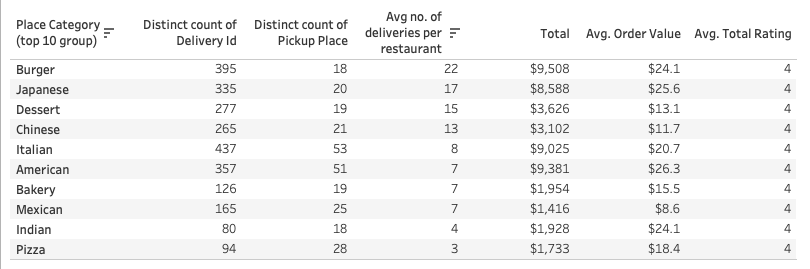 Place Category (top 10 group) Distinct count of Delivery Id Distinct count of Pickup Place Avg no. of deliveries per restaurant Total Avg. Order Value Avg. Total Rating
Burger 395 18 22 $9,508 $24.1 4
Japanese 335 20 17 $8,588 $25.6 4
Dessert 277 19 15 $3,626 $13.1 4
Chinese 265 21 13 $3,102 $11.7 4
Italian 437 53 8 $9,025 $20.7 4
American 357 51 7 $9,381 $26.3 4
Bakery 126 19 7 $1,954 $15.5 4
Mexican 165 25 7 $1,416 $8.6 4
Indian 80 18 4 $1,928 $24.1 4
Pizza 94 28 3 $1,733 $18.4 4